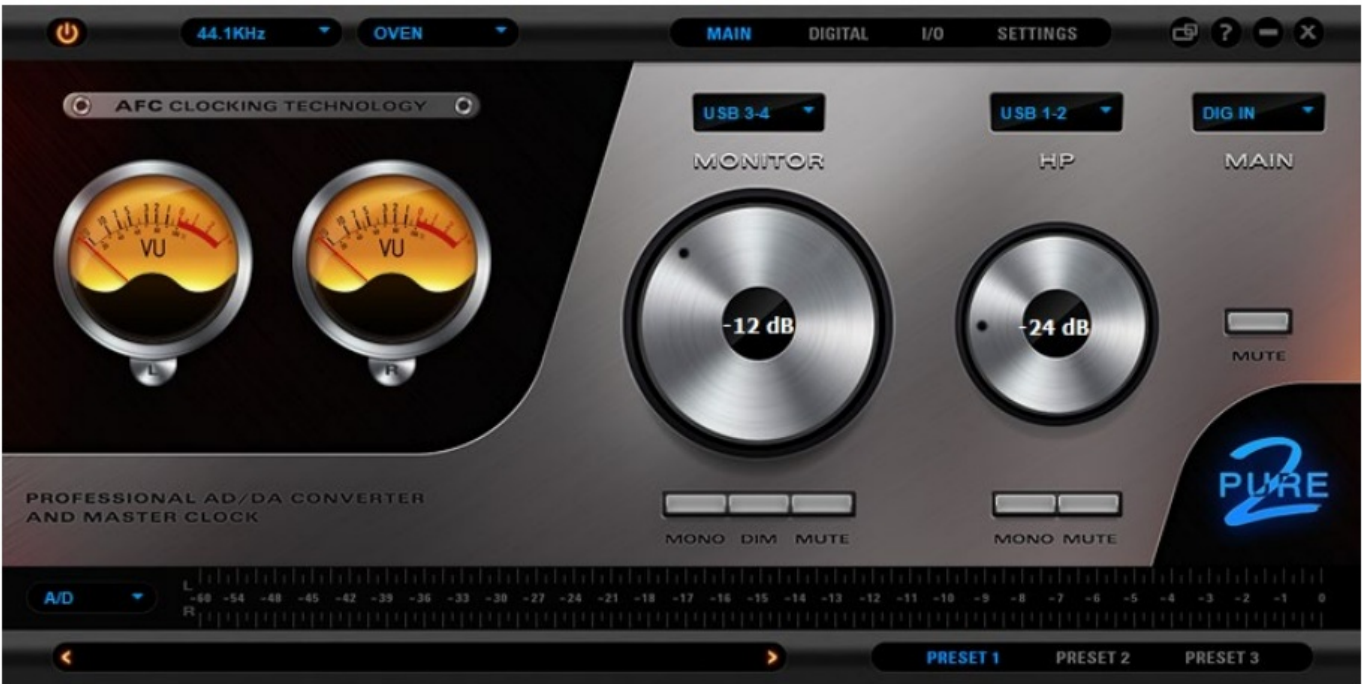 44.1KHz OVEN MAIN DIGITAL I/O SETTINGS ?
AFC CLOCKING TECHNOLOGY
USB 3-4 USB 1-2 DIG IN
MONITOR HP MAIN
VU VU
-12 dB -24 dB
MUTE
L R
2
PURE
PROFESSIONAL AD/DA CONVERTER
AND MASTER CLOCK
MONO DIM MUTE MONO MUTE
L
A/D -60 -54 -48 -45 -42 -39 -36 -33 -30 -27 -24 -21 -18 -17 -16 -15 -14 -13 -12 -11 -10 -9 -8 -7 -6 -5 -4 -3 -2 -1 0
R
PRESET 1 PRESET 2 PRESET 3